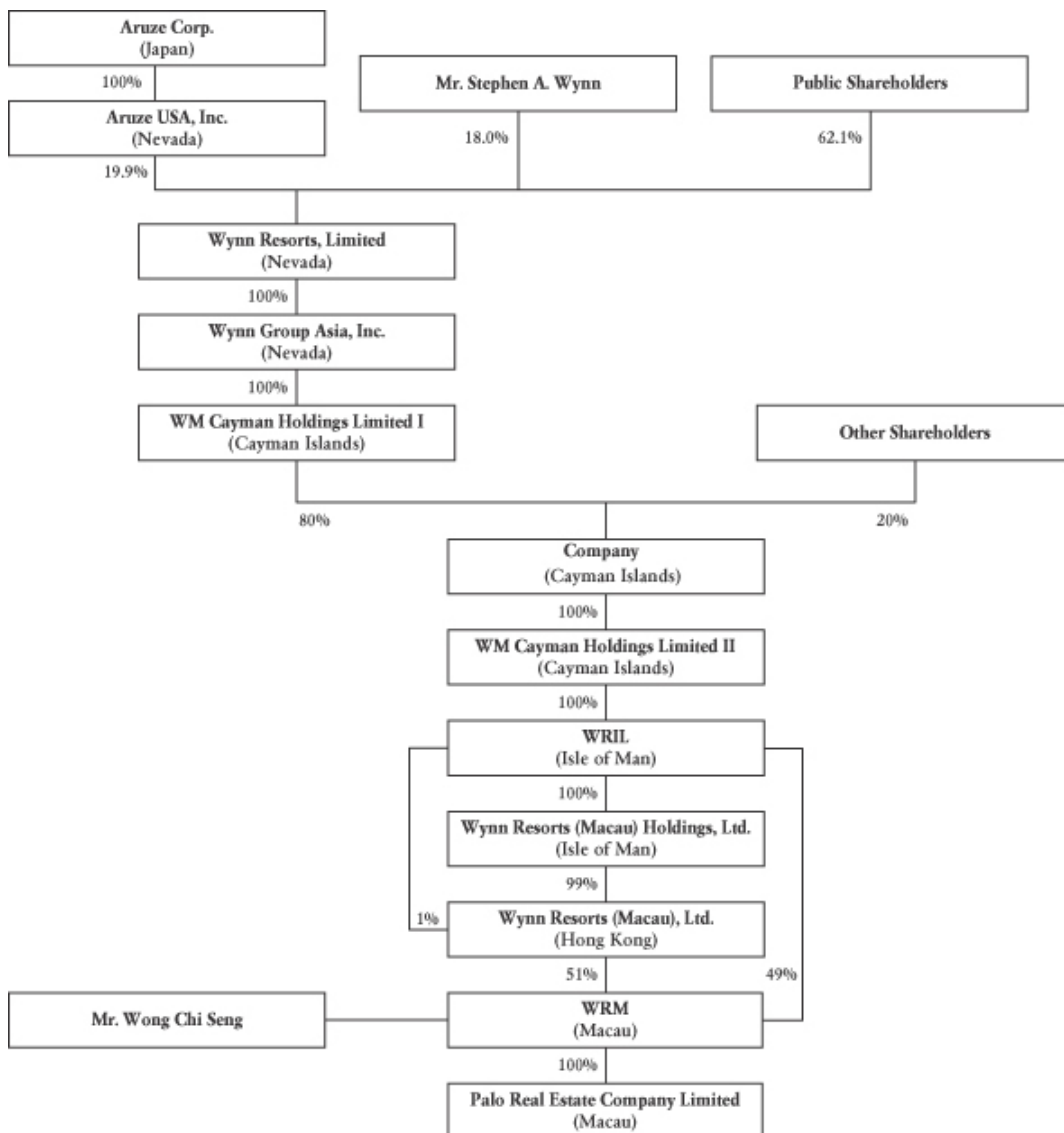 Aruze Corp.
(Japan)
100%
Mr. Stephen A. Wynn
Public Shareholders
Aruze USA, Inc.
(Nevada)
18.0%
62.1%
19.9%
Wynn Resorts, Limited
(Nevada)
100%
Wynn Group Asia, Inc.
(Nevada)
100%
WM Cayman Holdings Limited I
(Cayman Islands)
Other Shareholders
80%
20%
Company
(Cayman Islands)
100%
WM Cayman Holdings Limited II
(Cayman Islands)
100%
WRIL
(Isle of Man)
100%
Wynn Resorts (Macau) Holdings, Ltd.
(Isle of Man)
99%
1%
Wynn Resorts (Macau), Ltd.
(Hong Kong)
51%
49%
Mr. Wong Chi Seng
WRM
(Macau)
100%
Palo Real Estate Company Limited
(Macau)